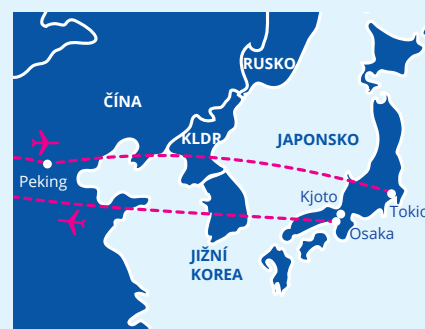 RUSKO
ČÍNA
KLDR
JAPONSKO
Peking
Kjoto
Tokio
Osaka
JIŽNÍ
KOREA